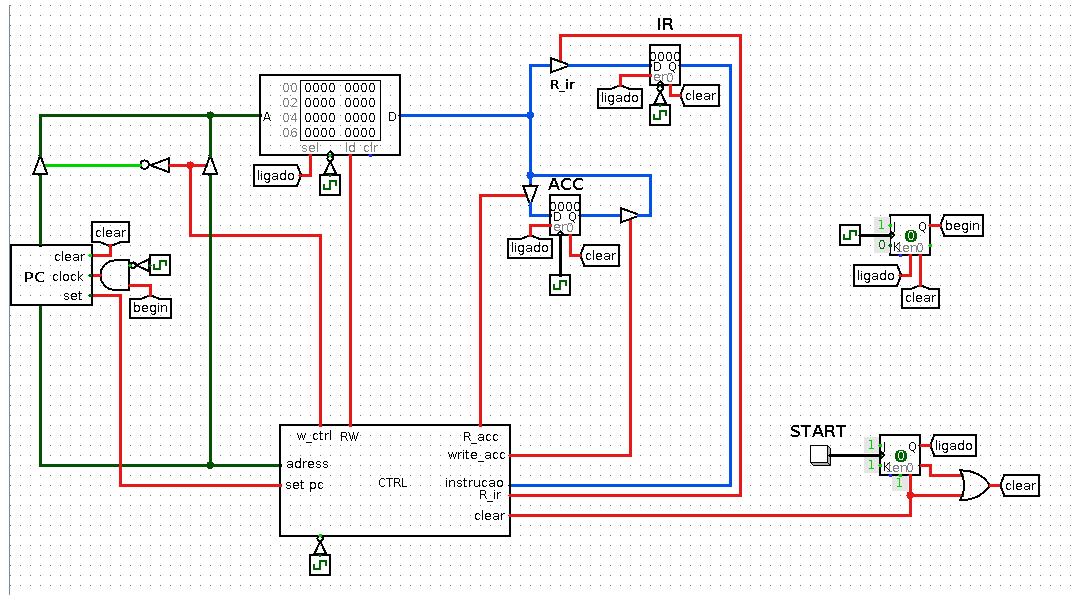 IR
0000
D Q
en0
R_ir
ligado
clear
00 0000 0000
02 0000 0000
04 0000 0000
06 0000 0000
A
D
sel
ld
clr
ligado
ACC
0000
D Q
en0
ligado
clear
clear
PC
clear
clock
set
begin
1
J
Q
0
K
en0
0
begin
ligado
clear
START
1
J
Q
1
K
en0
0
1
ligado
clear
w_ctrl
RW
R_acc
write_acc
adress
set pc
CTRL
instrucao
R_ir
clear